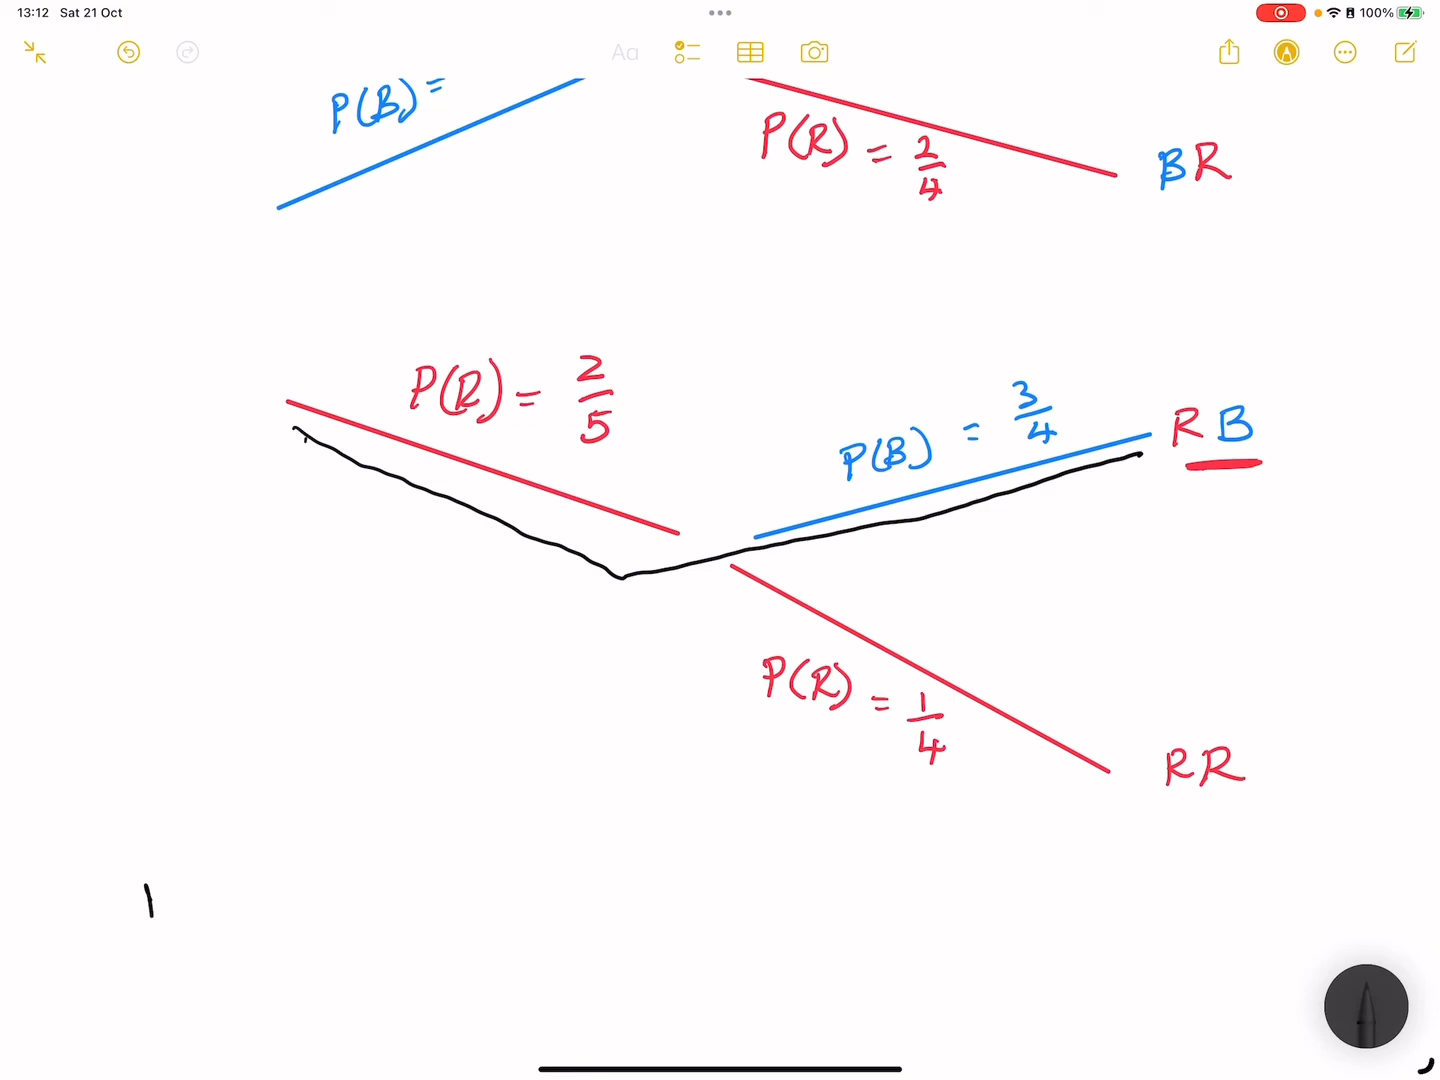 13:12 Sat 21 Oct
100%
Aa
P(B) =
P(R) = 2/4
BR
P(R) = 2/5
P(B) = 3/4
RB
P(R) = 1/4
RR